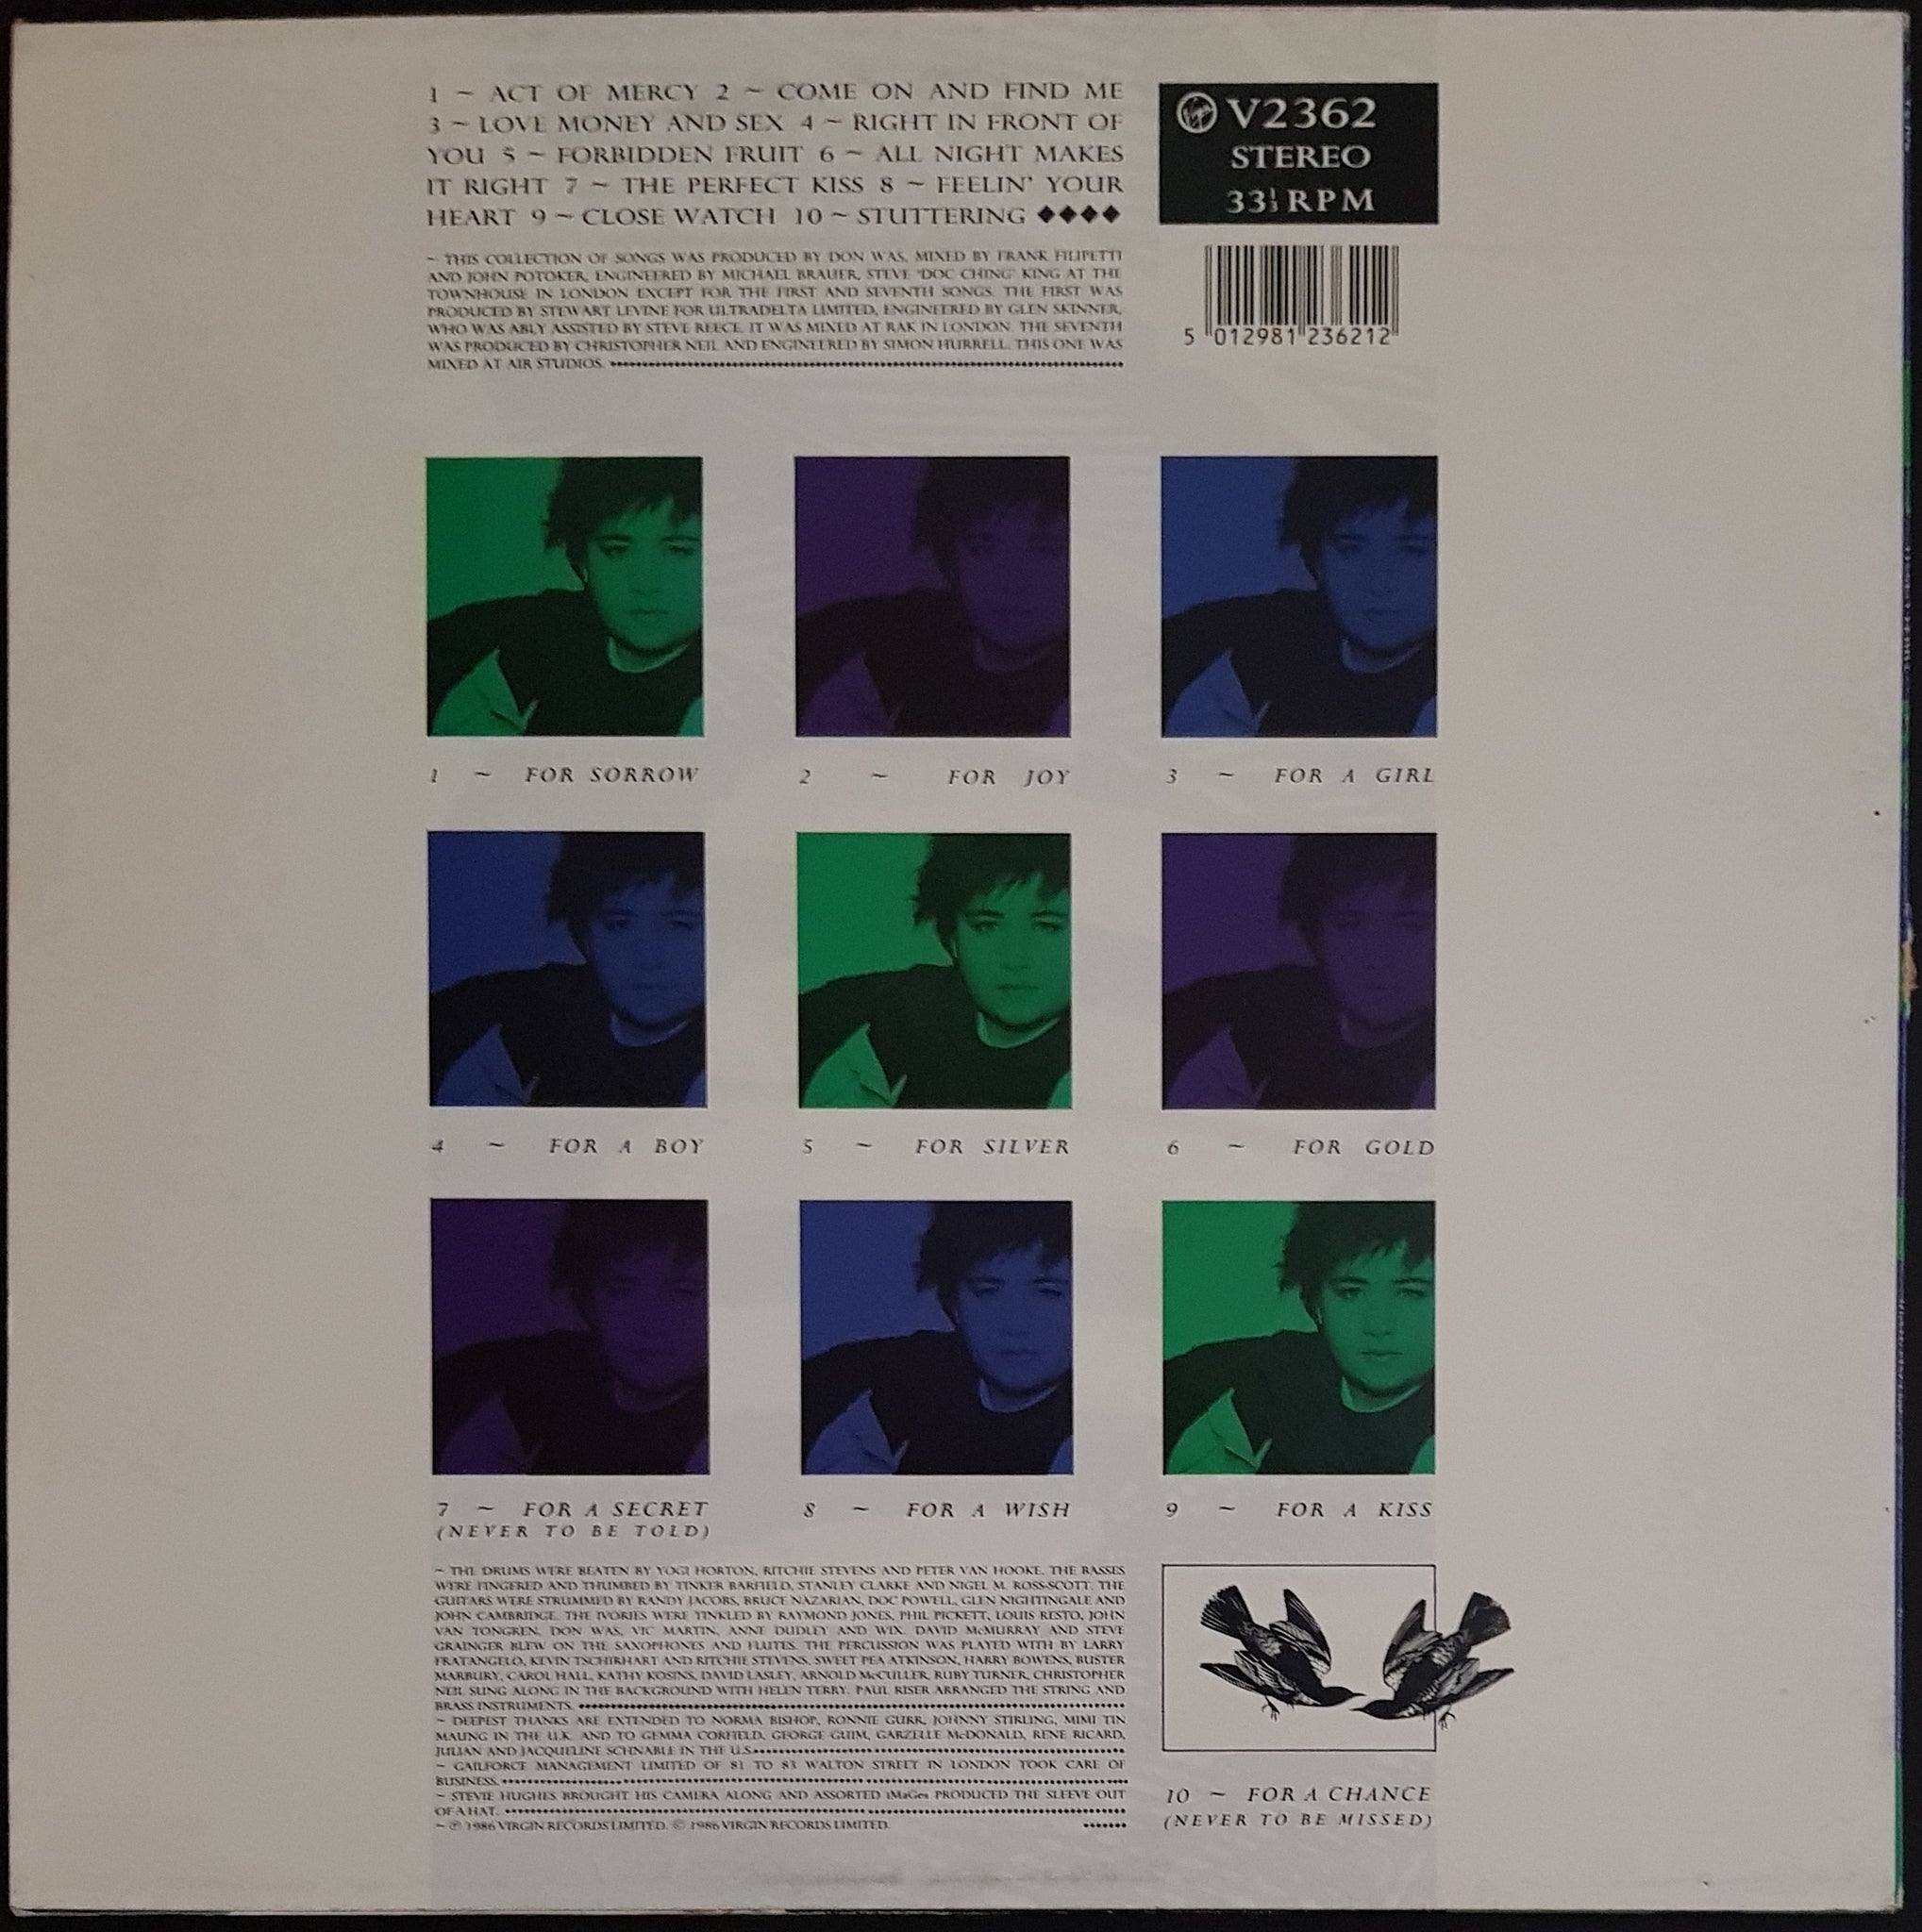 1 ~ ACT OF MERCY 2 ~ COME ON AND FIND ME
3 ~ LOVE MONEY AND SEX 4 ~ RIGHT IN FRONT OF
YOU 5 ~ FORBIDDEN FRUIT 6 ~ ALL NIGHT MAKES
IT RIGHT 7 ~ THE PERFECT KISS 8 ~ FEELIN' YOUR
HEART 9 ~ CLOSE WATCH 10 ~ STUTTERING ◆◆◆◆
~ THIS COLLECTION OF SONGS WAS PRODUCED BY DON WAS, MIXED BY FRANK FILIPETTI
AND JOHN POTOKER, ENGINEERED BY MICHAEL BRAUER, STEVE 'DOC CHING' KING AT THE
TOWNHOUSE IN LONDON EXCEPT FOR THE FIRST AND SEVENTH SONGS. THE FIRST WAS
PRODUCED BY STEWART LEVINE FOR ULTRADELTA LIMITED, ENGINEERED BY GLEN SKINNER,
WHO WAS ABLY ASSISTED BY STEVE REECE. IT WAS MIXED AT RAK IN LONDON. THE SEVENTH
WAS PRODUCED BY CHRISTOPHER NEIL AND ENGINEERED BY SIMON HURRELL. THIS ONE WAS
MIXED AT AIR STUDIOS.
Virgin V2362
STEREO
33⅓ RPM
5 012981 236212
1 ~ FOR SORROW
2 ~ FOR JOY
3 ~ FOR A GIRL
4 ~ FOR A BOY
5 ~ FOR SILVER
6 ~ FOR GOLD
7 ~ FOR A SECRET
(NEVER TO BE TOLD)
8 ~ FOR A WISH
9 ~ FOR A KISS
~ THE DRUMS WERE BEATEN BY YOGI HORTON, RITCHIE STEVENS AND PETER VAN HOOKE. THE BASSES
WERE FINGERED AND THUMBED BY TINKER BARFIELD, STANLEY CLARKE AND NIGEL M. ROSS-SCOTT. THE
GUITARS WERE STRUMMED BY RANDY JACOBS, BRUCE NAZARIAN, DOC POWELL, GLEN NIGHTINGALE AND
JOHN CAMBRIDGE. THE IVORIES WERE TINKLED BY RAYMOND JONES, PHIL PICKETT, LOUIS RESTO, JOHN
VAN TONGREN, DON WAS, VIC MARTIN, ANNE DUDLEY AND WIX. DAVID McMURRAY AND STEVE
GRAINGER BLEW ON THE SAXOPHONES AND FLUTES. THE PERCUSSION WAS PLAYED WITH BY LARRY
FRATANGELO, KEVIN TSCHIRHART AND RITCHIE STEVENS, SWEET PEA ATKINSON, HARRY BOWENS, BUSTER
MARBURY, CAROL HALL, KATHY KOSINS, DAVID LASLEY, ARNOLD McCULLER, RUBY TURNER, CHRISTOPHER
NEIL SUNG ALONG IN THE BACKGROUND WITH HELEN TERRY. PAUL RISER ARRANGED THE STRING AND
BRASS INSTRUMENTS.
~ DEEPEST THANKS ARE EXTENDED TO NORMA BISHOP, RONNIE GURR, JOHNNY STIRLING, MIMI TIN
MAUNG IN THE U.K. AND TO GEMMA CORFIELD, GEORGE GUIM, GARZELLE McDONALD, RENE RICARD,
JULIAN AND JACQUELINE SCHNABLE IN THE U.S.
~ GAILFORCE MANAGEMENT LIMITED OF 81 TO 83 WALTON STREET IN LONDON TOOK CARE OF
BUSINESS.
~ STEVIE HUGHES BROUGHT HIS CAMERA ALONG AND ASSORTED iMaGes PRODUCED THE SLEEVE OUT
OF A HAT.
~ ℗ 1986 VIRGIN RECORDS LIMITED. © 1986 VIRGIN RECORDS LIMITED.
10 ~ FOR A CHANCE
(NEVER TO BE MISSED)